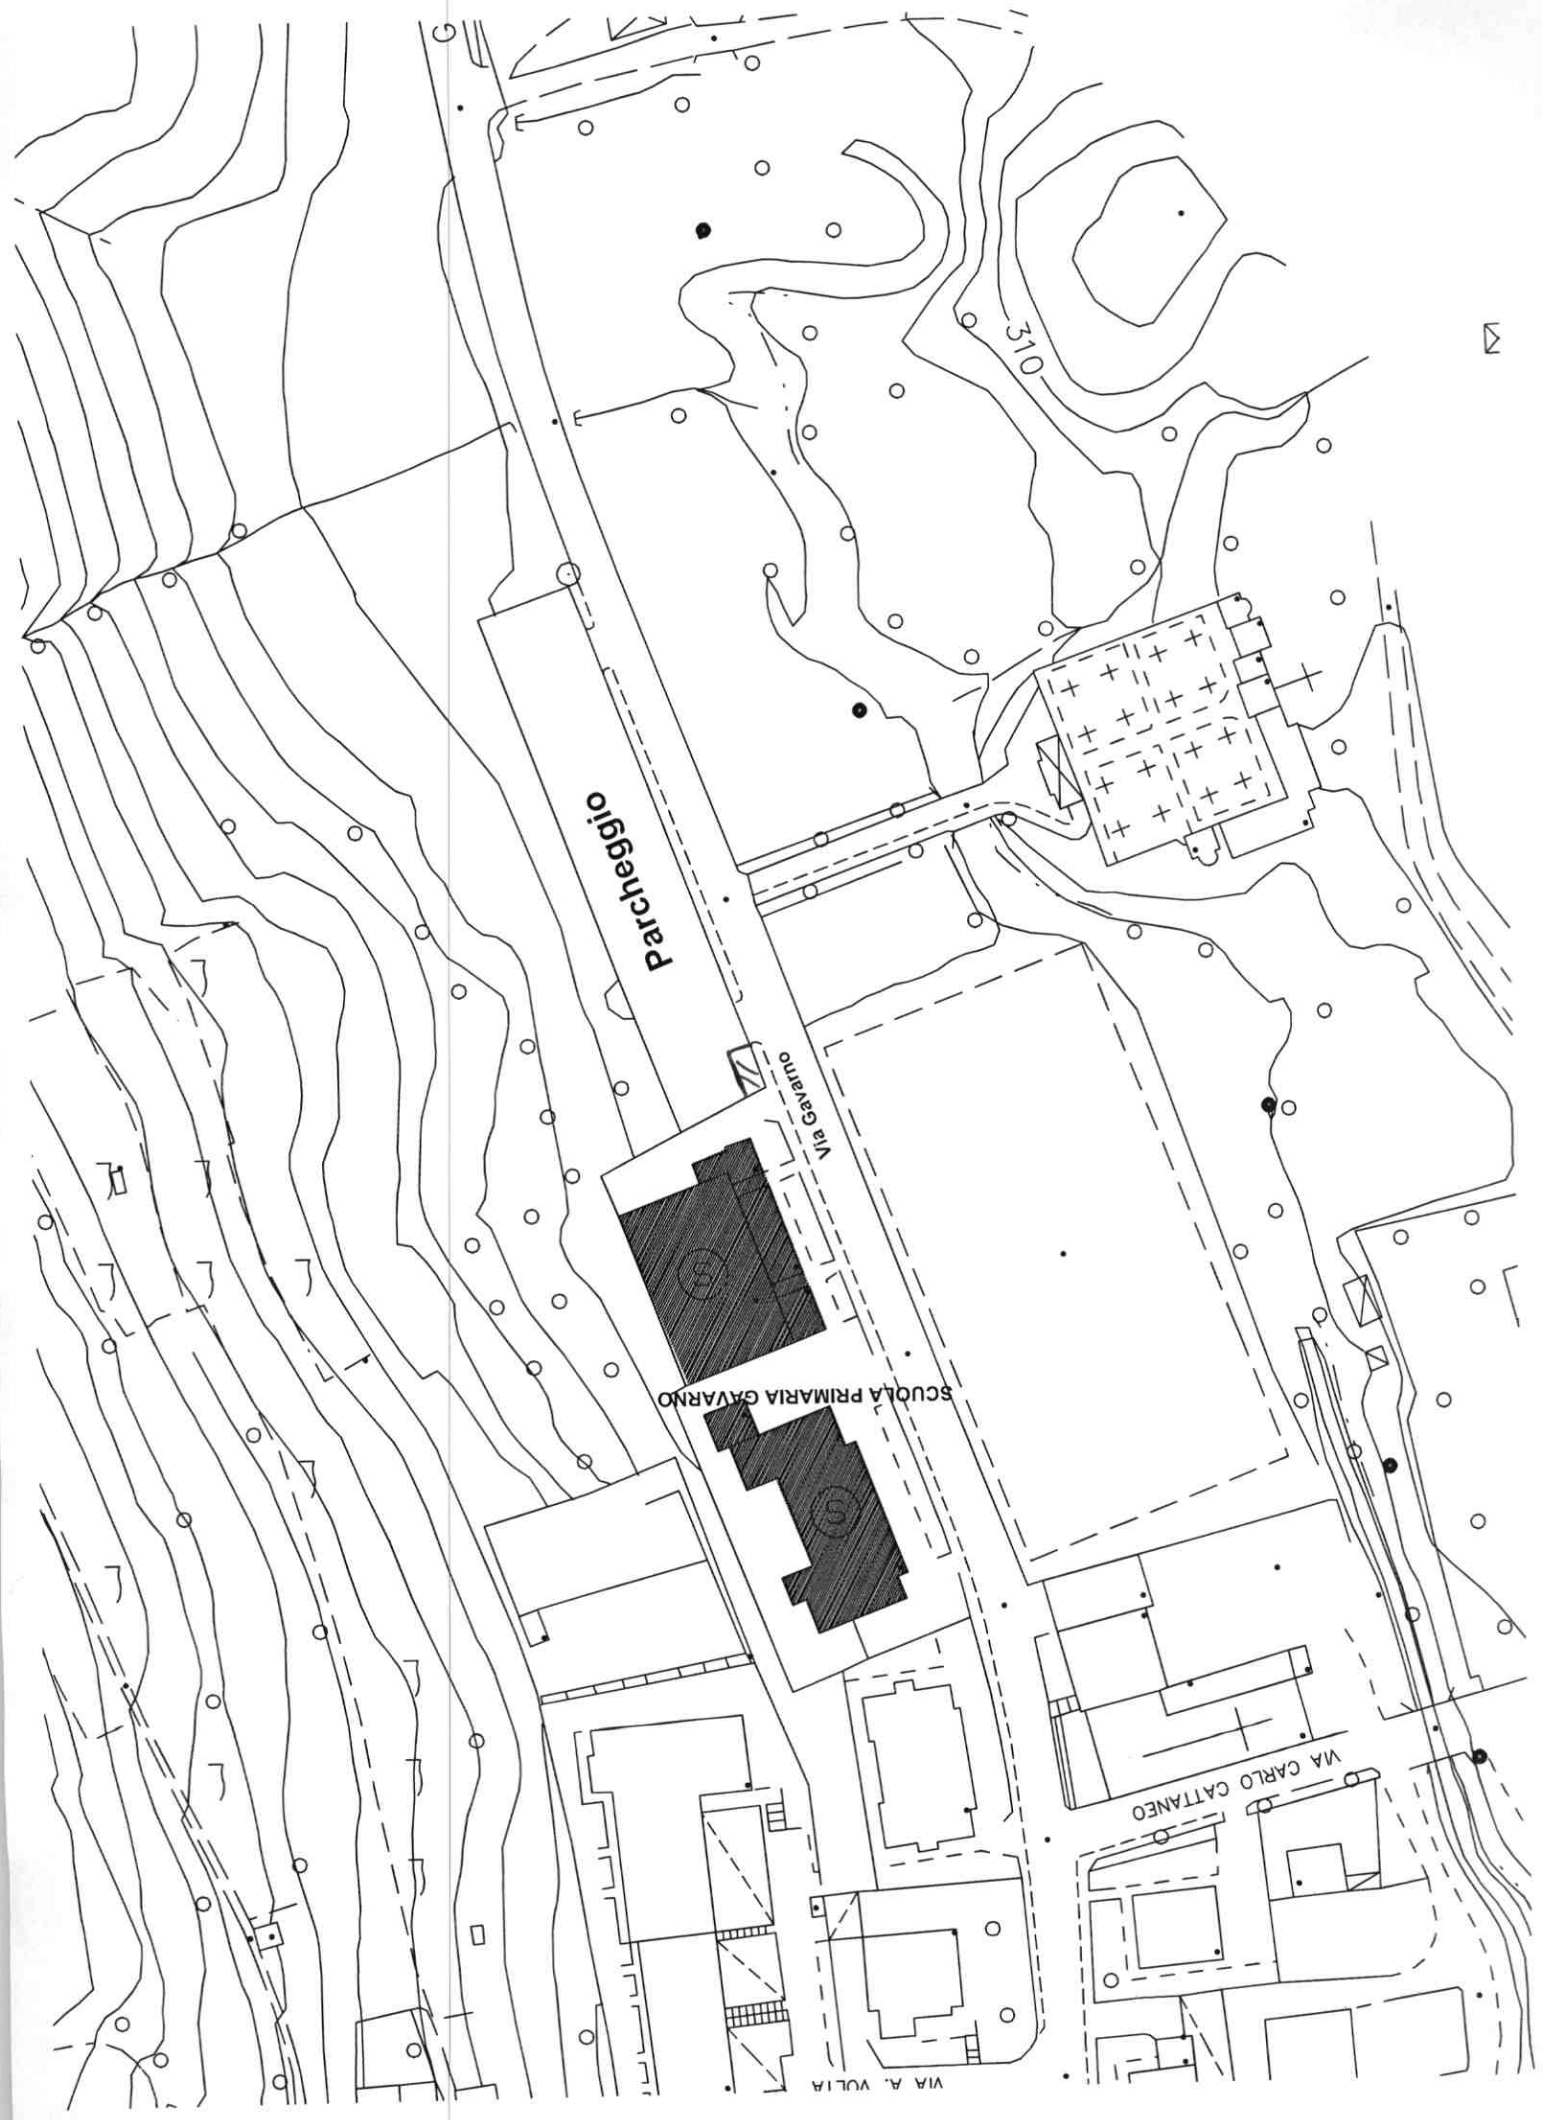 G
310
Parcheggio
Via Gavarno
S
SCUOLA PRIMARIA GAVARNO
S
VIA CARLO CATTANEO
VIA A. VOLTA